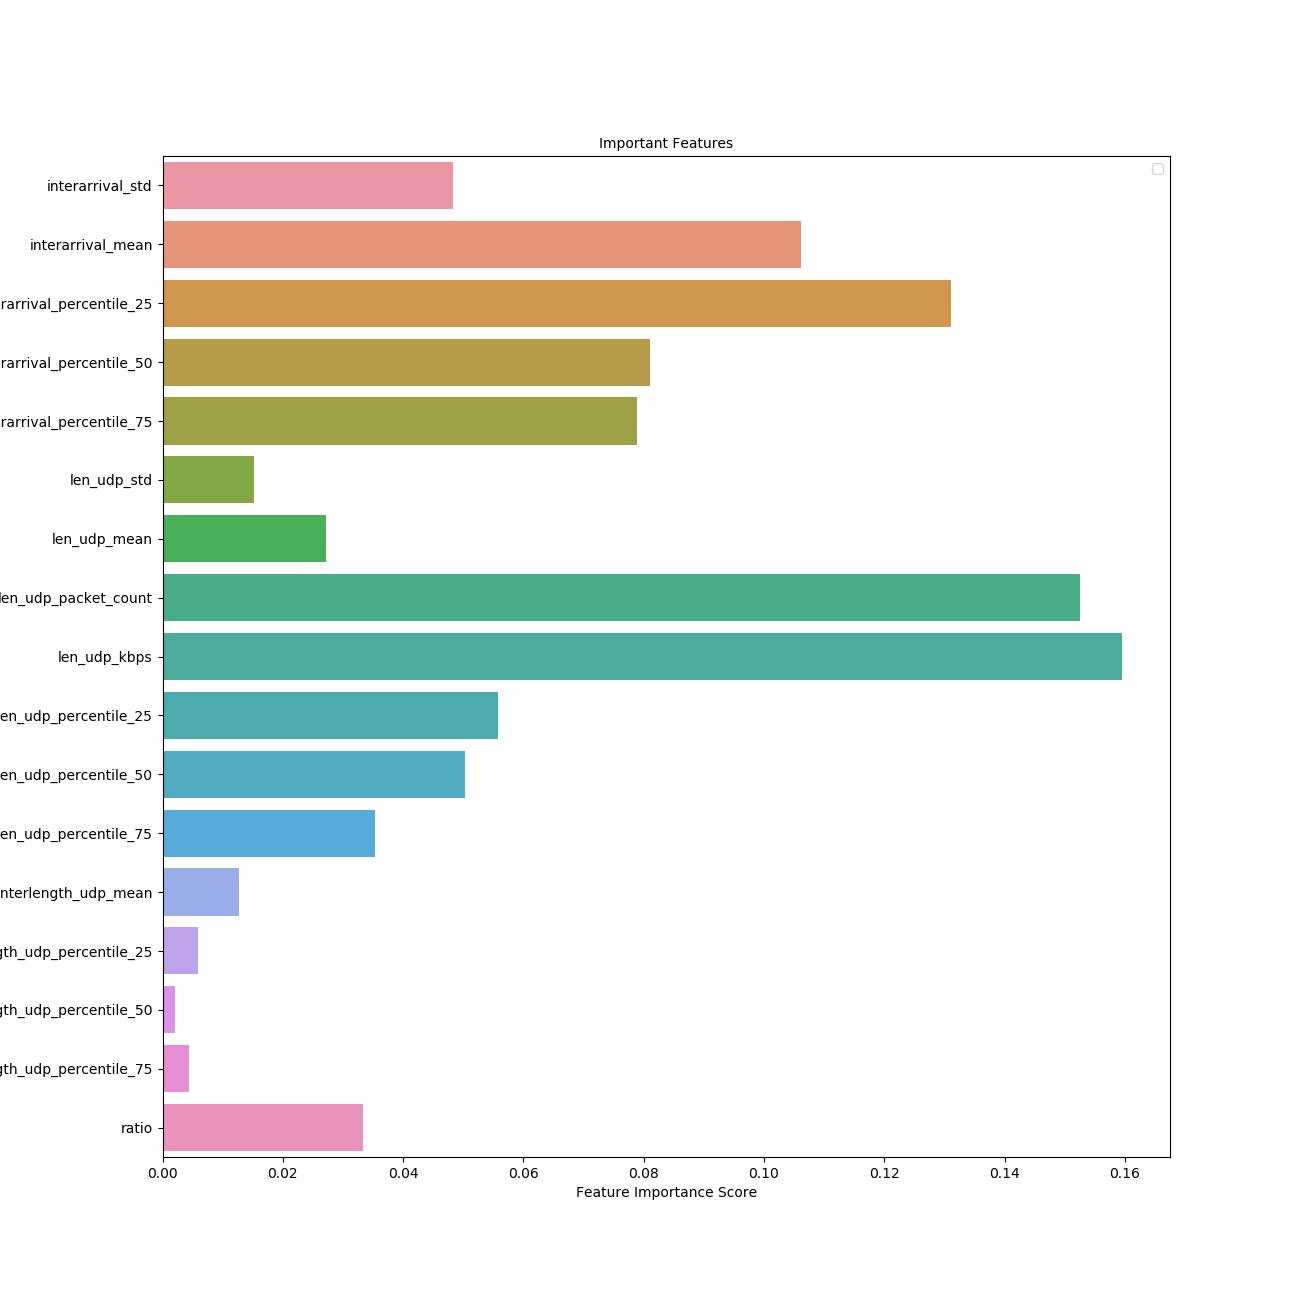 Important Features
interarrival_std
interarrival_mean
rarrival_percentile_25
rarrival_percentile_50
rarrival_percentile_75
len_udp_std
len_udp_mean
len_udp_packet_count
len_udp_kbps
en_udp_percentile_25
en_udp_percentile_50
en_udp_percentile_75
nterlength_udp_mean
gth_udp_percentile_25
gth_udp_percentile_50
gth_udp_percentile_75
ratio
0.00 0.02 0.04 0.06 0.08 0.10 0.12 0.14 0.16
Feature Importance Score